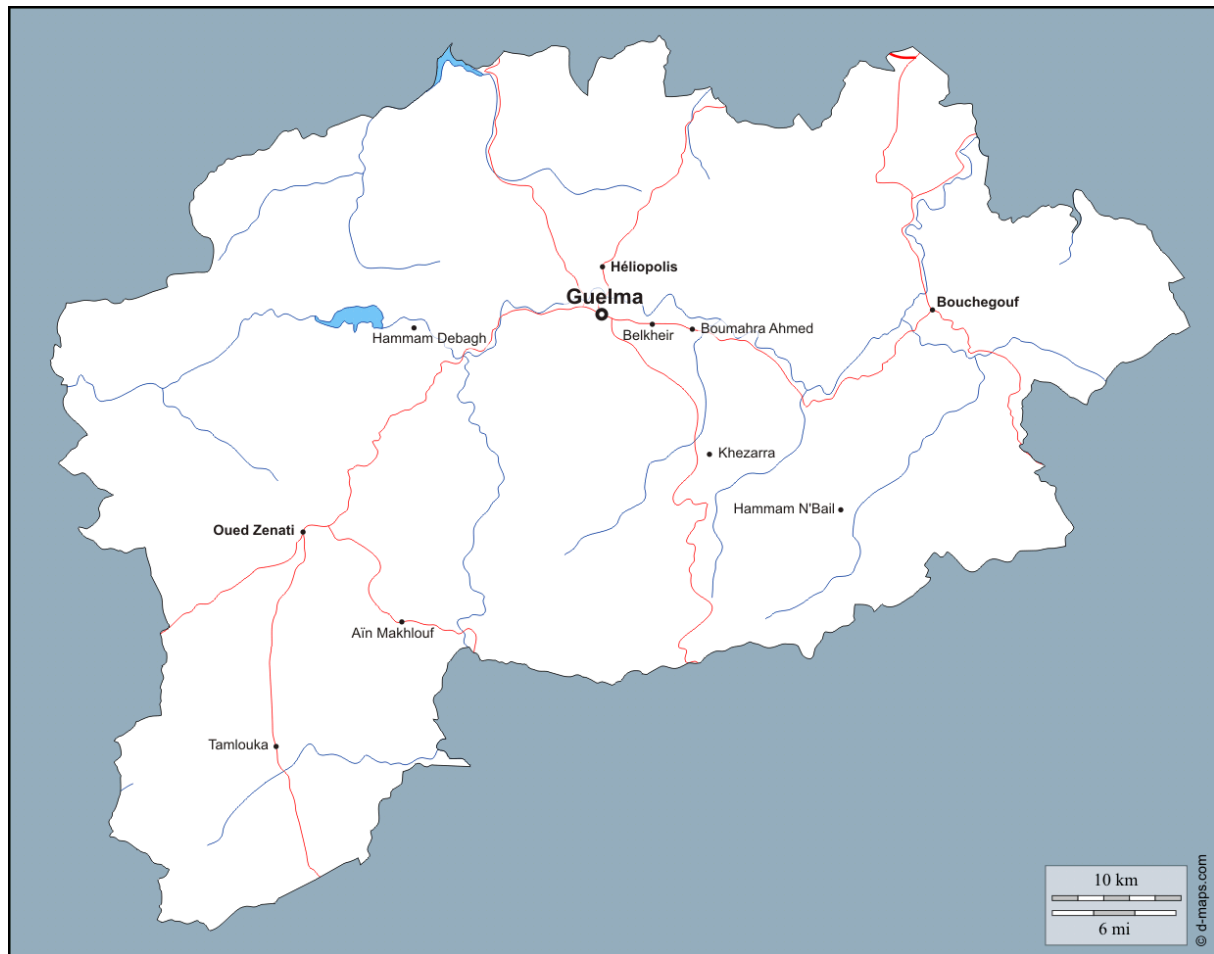 Héliopolis
Guelma
Bouchegouf
Belkheir
Boumahra Ahmed
Hammam Debagh
Khezarra
Hammam N'Bail
Oued Zenati
Aïn Makhlouf
Tamlouka
10 km
6 mi
© d-maps.com